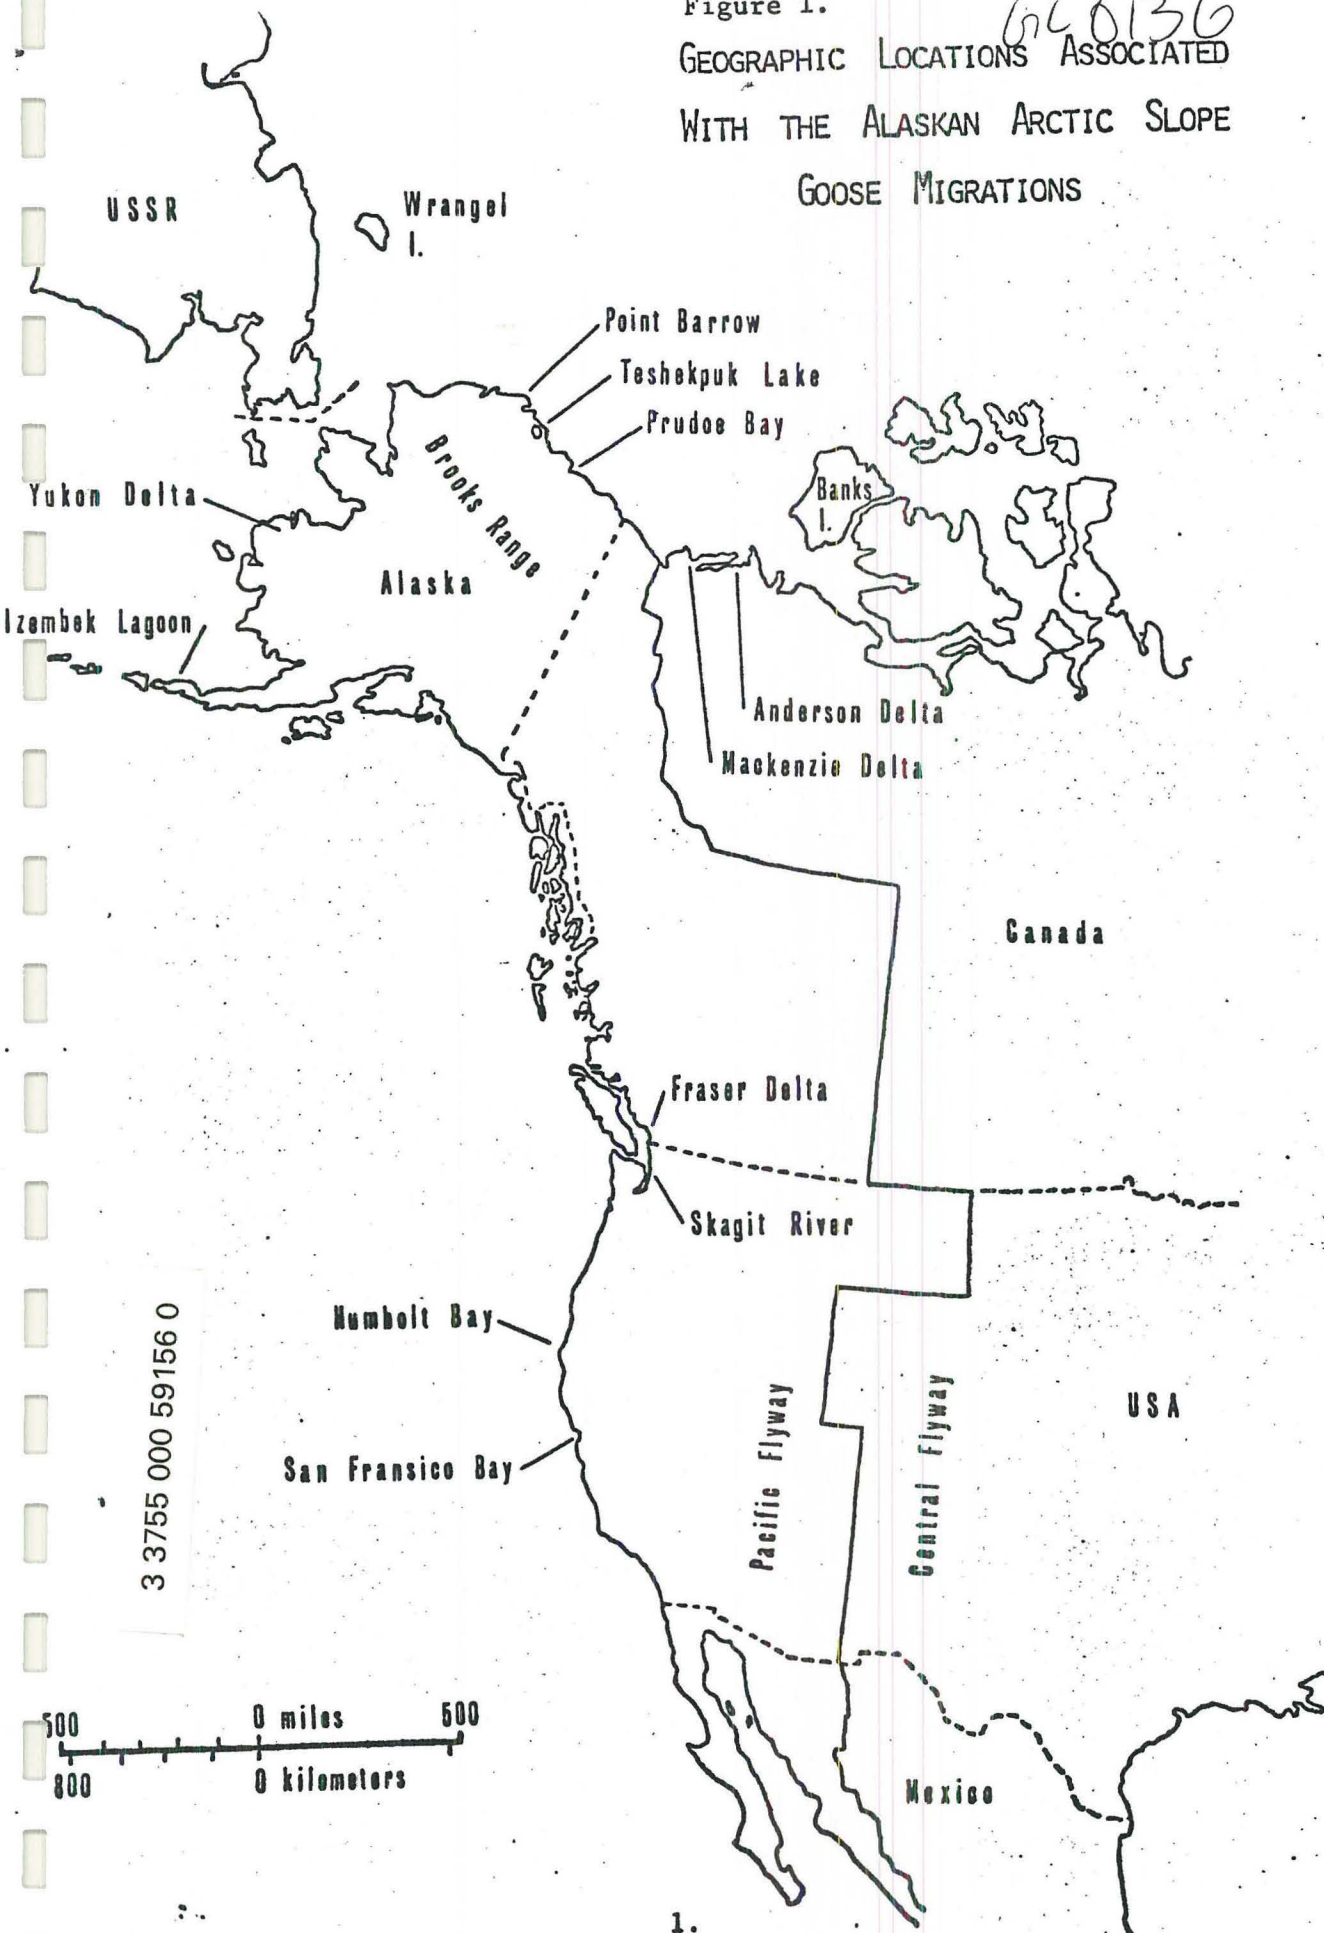 Figure 1.
GEOGRAPHIC LOCATIONS ASSOCIATED
WITH THE ALASKAN ARCTIC SLOPE
GOOSE MIGRATIONS
USSR
Wrangel
I.
Point Barrow
Teshekpuk Lake
Prudoe Bay
Brooks Range
Banks
I.
Yukon Delta
Alaska
Izembek Lagoon
Anderson Delta
Mackenzie Delta
Canada
Fraser Delta
Skagit River
Humbolt Bay
San Fransico Bay
Pacific Flyway
Central Flyway
USA
3 3755 000 59156 0
500 0 miles 500
800 0 kilometers
Mexico
1.